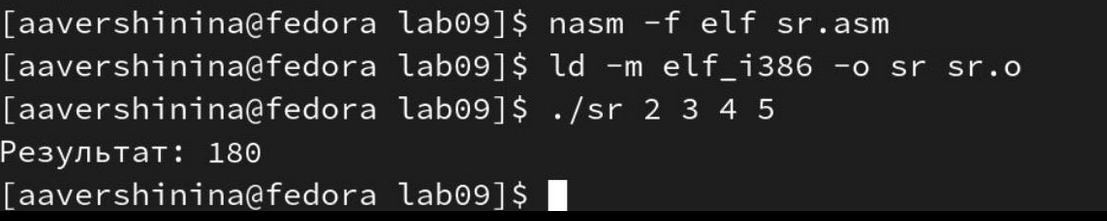 [aavershinina@fedora lab09]$ nasm -f elf sr.asm
[aavershinina@fedora lab09]$ ld -m elf_i386 -o sr sr.o
[aavershinina@fedora lab09]$ ./sr 2 3 4 5
Результат: 180
[aavershinina@fedora lab09]$